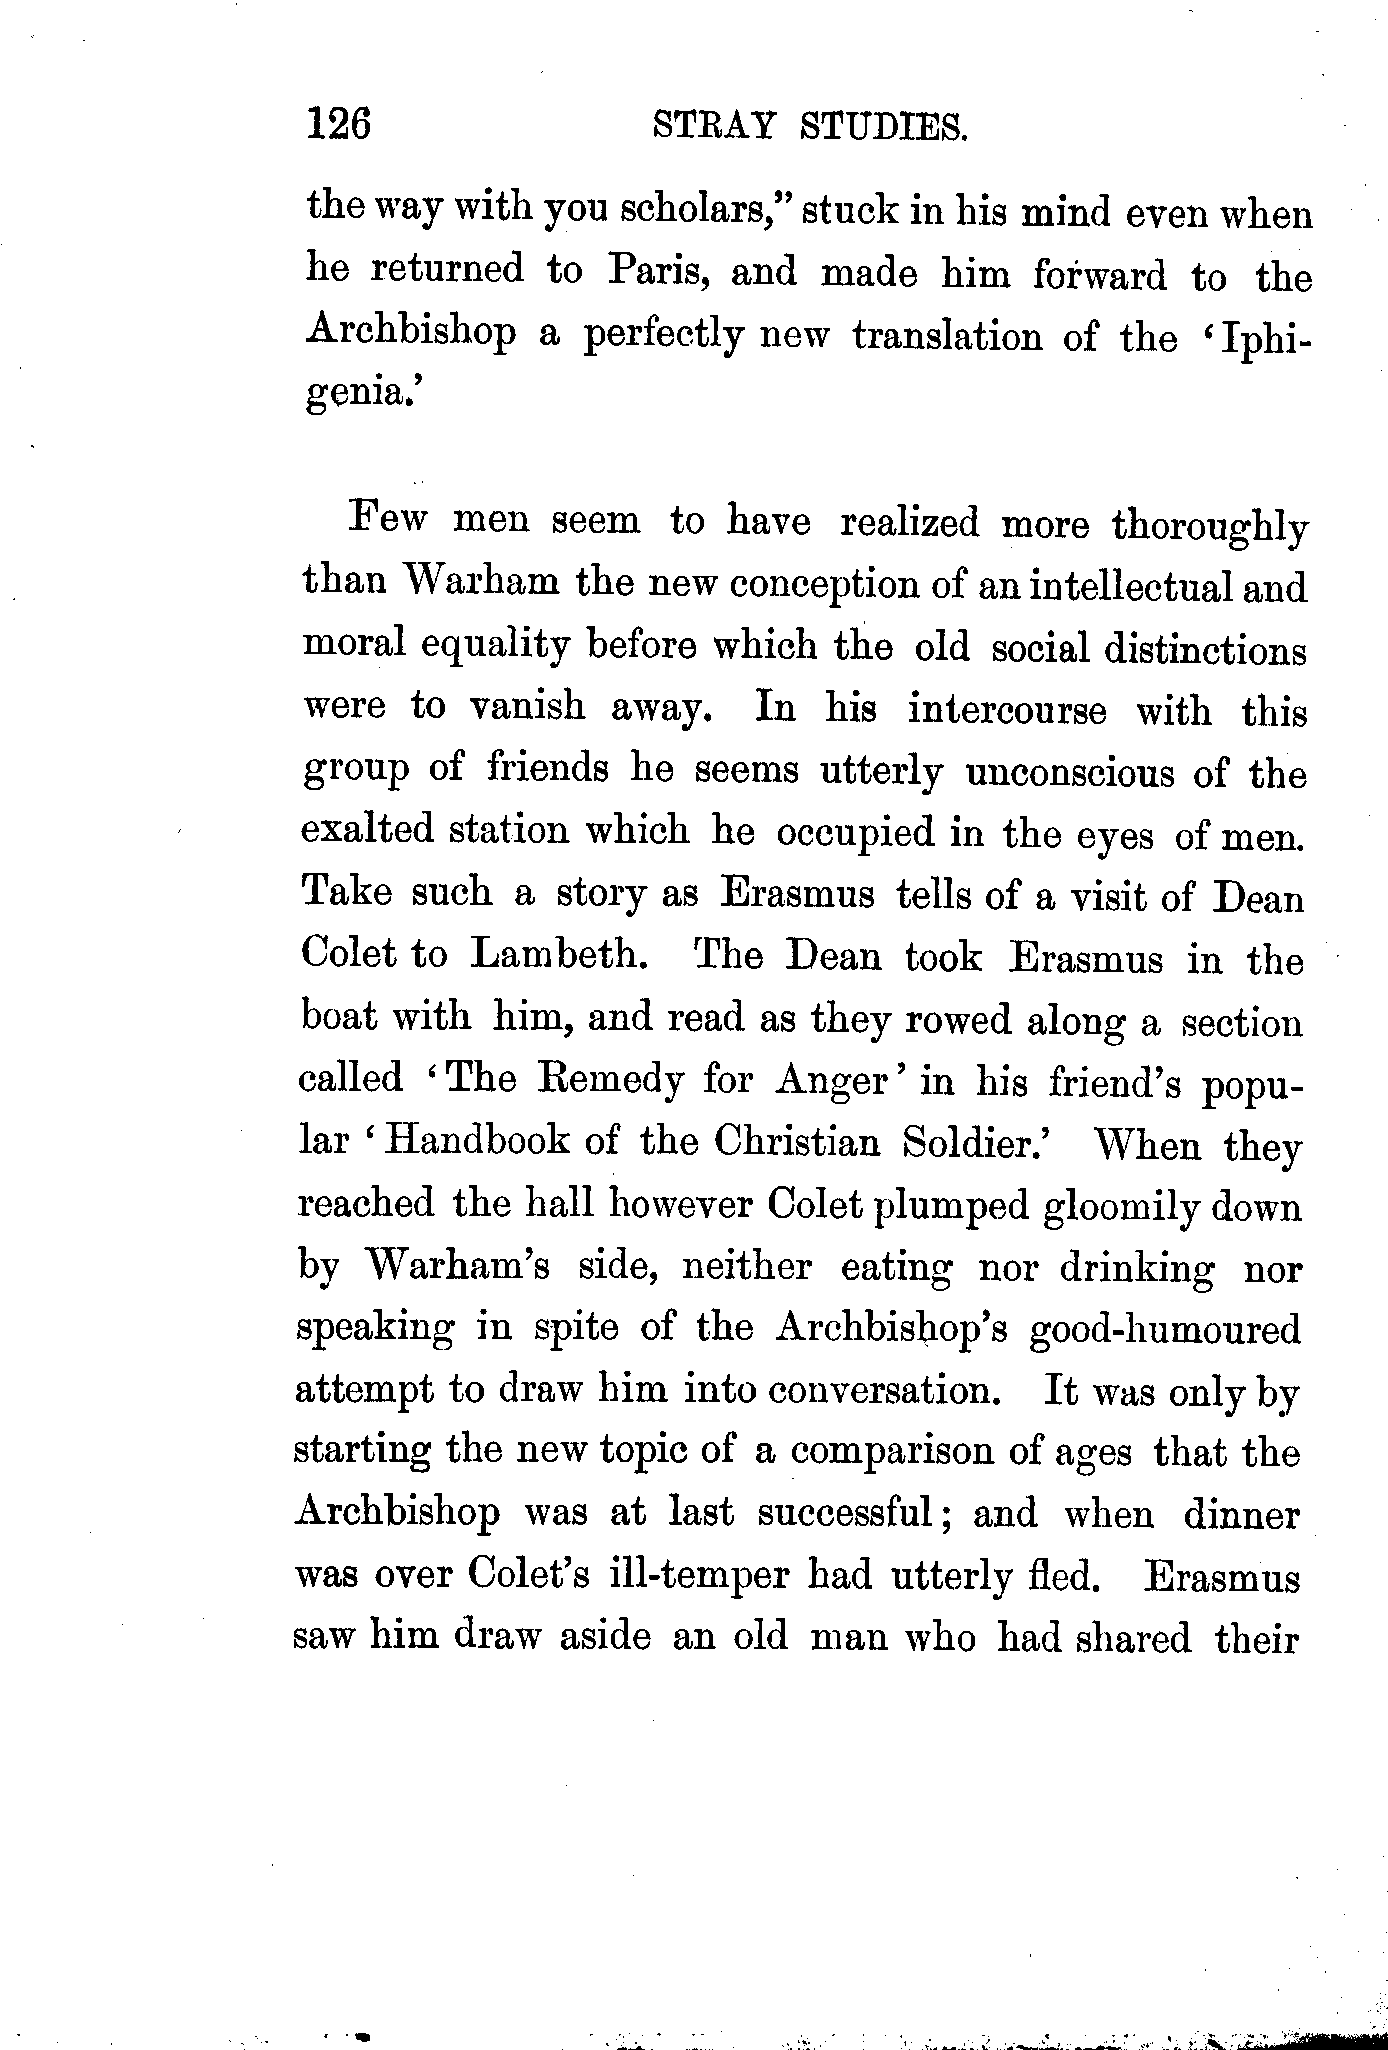 126 STRAY STUDIES.
the way with you scholars,” stuck in his mind even when
he returned to Paris, and made him forward to the
Archbishop a perfectly new translation of the ‘Iphi-
genia.’
Few men seem to have realized more thoroughly
than Warham the new conception of an intellectual and
moral equality before which the old social distinctions
were to vanish away. In his intercourse with this
group of friends he seems utterly unconscious of the
exalted station which he occupied in the eyes of men.
Take such a story as Erasmus tells of a visit of Dean
Colet to Lambeth. The Dean took Erasmus in the
boat with him, and read as they rowed along a section
called ‘The Remedy for Anger’ in his friend’s popu-
lar ‘Handbook of the Christian Soldier.’ When they
reached the hall however Colet plumped gloomily down
by Warham’s side, neither eating nor drinking nor
speaking in spite of the Archbishop’s good-humoured
attempt to draw him into conversation. It was only by
starting the new topic of a comparison of ages that the
Archbishop was at last successful; and when dinner
was over Colet’s ill-temper had utterly fled. Erasmus
saw him draw aside an old man who had shared their